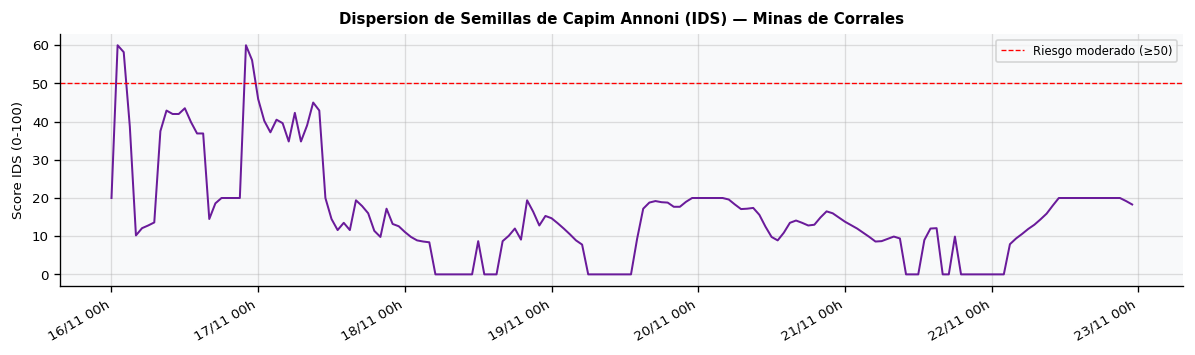 Dispersion de Semillas de Capim Annoni (IDS) — Minas de Corrales
Riesgo moderado (≥50)
Score IDS (0-100)
60
50
40
30
20
10
0
16/11 00h
17/11 00h
18/11 00h
19/11 00h
20/11 00h
21/11 00h
22/11 00h
23/11 00h